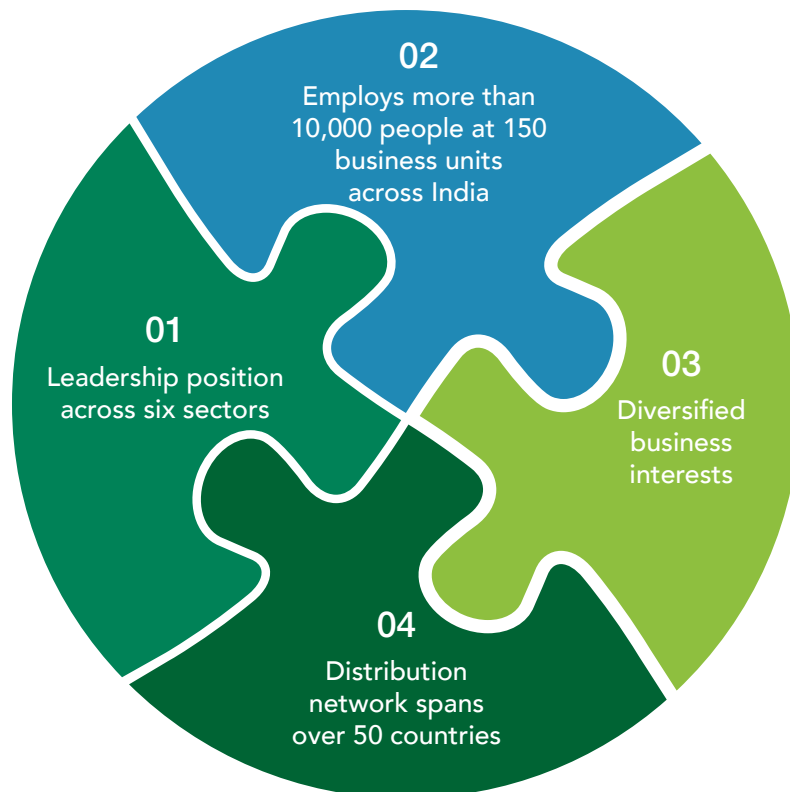 01
Leadership position
across six sectors
02
Employs more than
10,000 people at 150
business units
across India
03
Diversified
business
interests
04
Distribution
network spans
over 50 countries